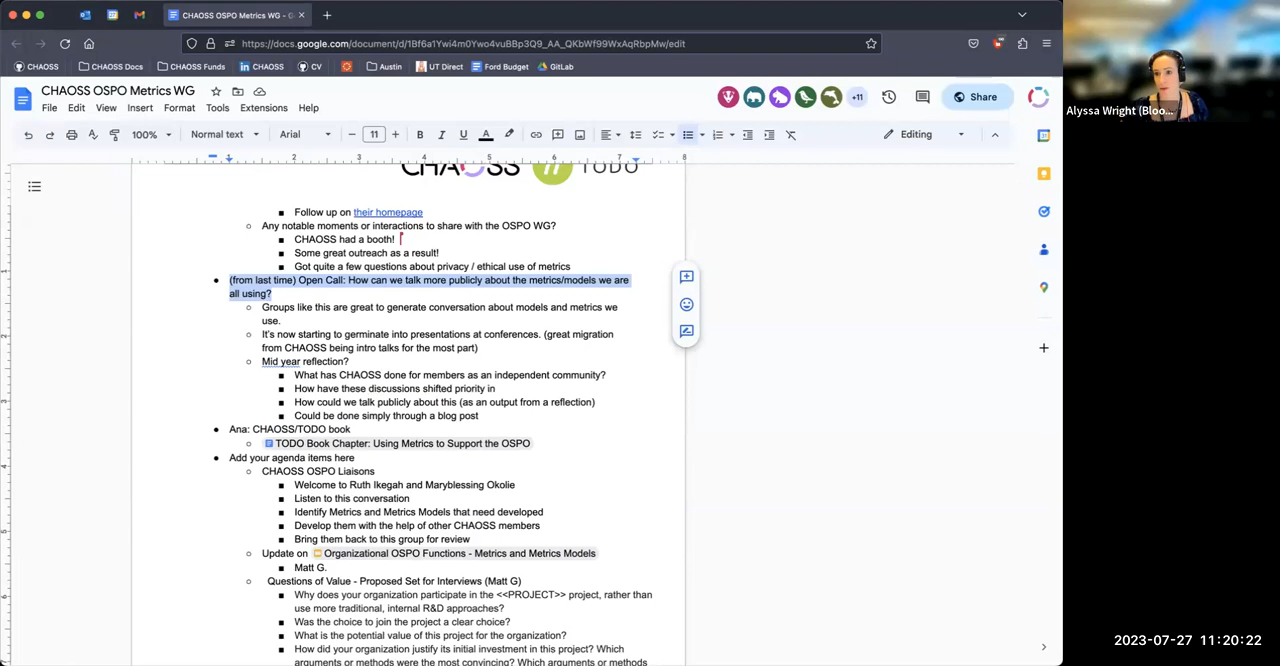 CHAOSS OSPO Metrics WG - G
https://docs.google.com/document/d/1Bf6a1Ywi4m0Ywo4vuBBp3Q9_AA_QKbWf99WxAqRbpMw/edit
CHAOSS
CHAOSS Docs
CHAOSS Funds
CHAOSS
CV
Austin
UT Direct
Ford Budget
GitLab
CHAOSS OSPO Metrics WG
File Edit View Insert Format Tools Extensions Help
+11
Share
100%
Normal text
Arial
11
Editing
2 3 4 5 6 7 8
CHAOSS TODO
Follow up on their homepage
Any notable moments or interactions to share with the OSPO WG?
CHAOSS had a booth!
Some great outreach as a result!
Got quite a few questions about privacy / ethical use of metrics
(from last time) Open Call: How can we talk more publicly about the metrics/models we are
all using?
Groups like this are great to generate conversation about models and metrics we
use.
It's now starting to germinate into presentations at conferences. (great migration
from CHAOSS being intro talks for the most part)
Mid year reflection?
What has CHAOSS done for members as an independent community?
How have these discussions shifted priority in
How could we talk publicly about this (as an output from a reflection)
Could be done simply through a blog post
Ana: CHAOSS/TODO book
TODO Book Chapter: Using Metrics to Support the OSPO
Add your agenda items here
CHAOSS OSPO Liaisons
Welcome to Ruth Ikegah and Maryblessing Okolie
Listen to this conversation
Identify Metrics and Metrics Models that need developed
Develop them with the help of other CHAOSS members
Bring them back to this group for review
Update on Organizational OSPO Functions - Metrics and Metrics Models
Matt G.
Questions of Value - Proposed Set for Interviews (Matt G)
Why does your organization participate in the <<PROJECT>> project, rather than
use more traditional, internal R&D approaches?
Was the choice to join the project a clear choice?
What is the potential value of this project for the organization?
How did your organization justify its initial investment in this project? Which
arguments or methods were the most convincing? Which arguments or methods
Alyssa Wright (Bloo...
2023-07-27 11:20:22